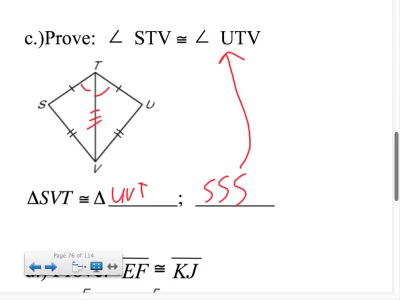 c.)Prove: ∠ STV ≅ ∠ UTV
T
S
U
V
ΔSVT ≅ Δ UVT ; SSS
Page 76 of 114
EF ≅ KJ